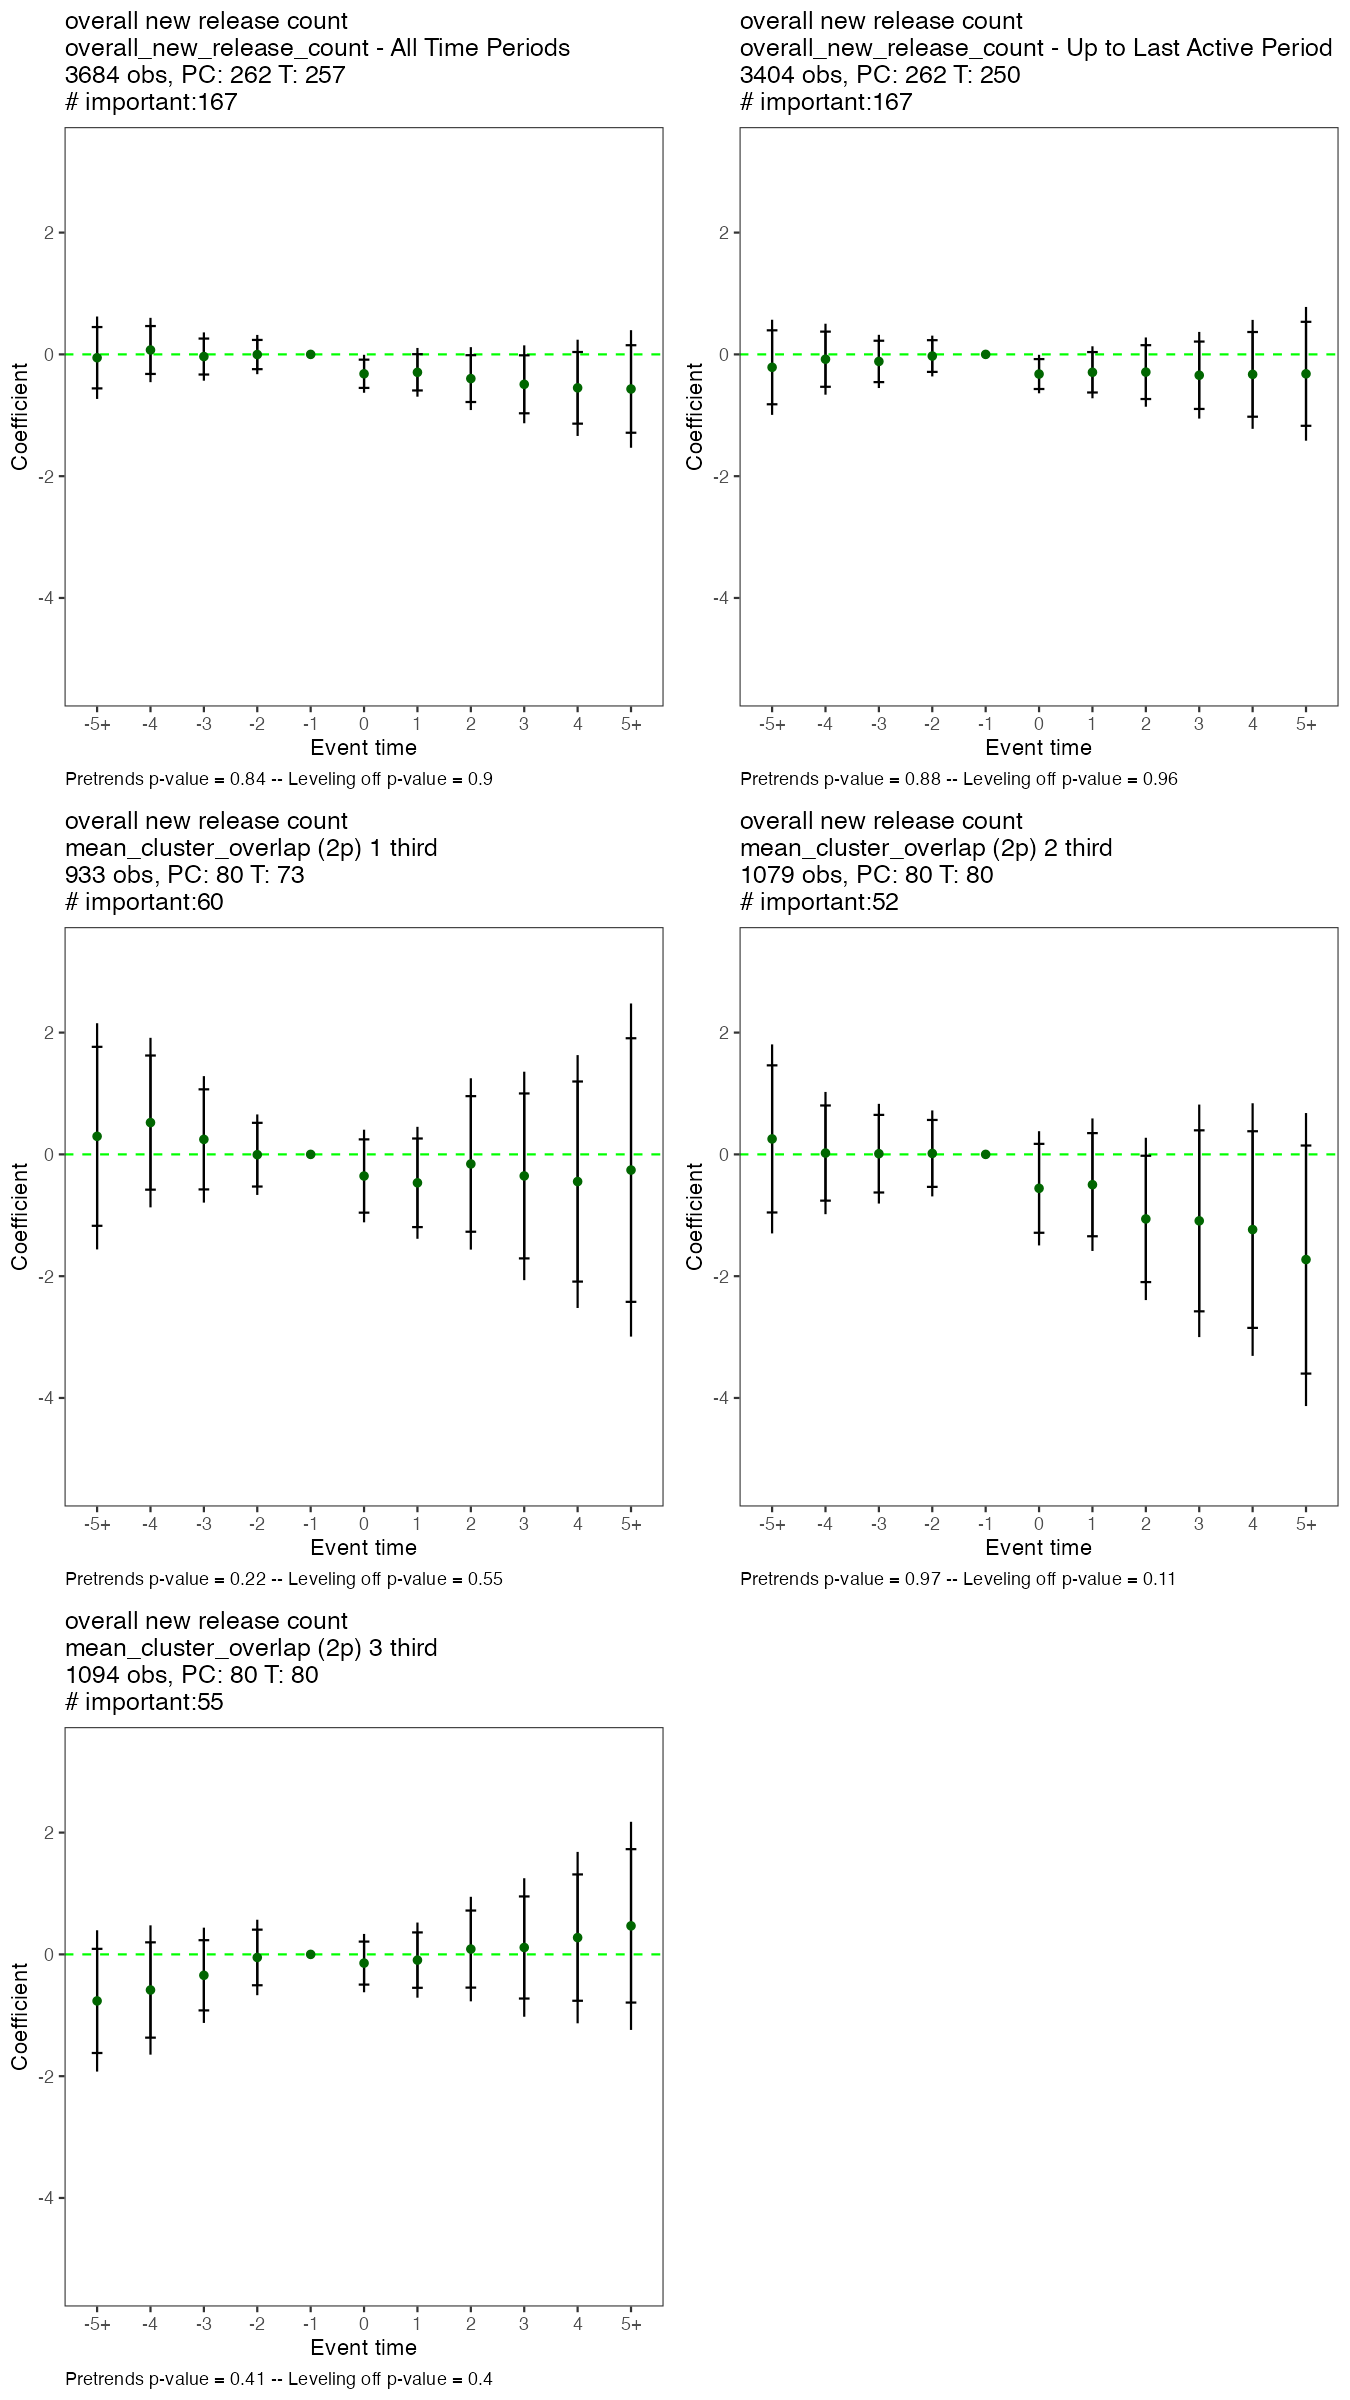 overall new release count
overall_new_release_count - All Time Periods
3684 obs, PC: 262 T: 257
# important:167
2
0
-2
-4
Coefficient
-5+ -4 -3 -2 -1 0 1 2 3 4 5+
Event time
Pretrends p-value = 0.84 -- Leveling off p-value = 0.9
overall new release count
overall_new_release_count - Up to Last Active Period
3404 obs, PC: 262 T: 250
# important:167
2
0
-2
-4
Coefficient
-5+ -4 -3 -2 -1 0 1 2 3 4 5+
Event time
Pretrends p-value = 0.88 -- Leveling off p-value = 0.96
overall new release count
mean_cluster_overlap (2p) 1 third
933 obs, PC: 80 T: 73
# important:60
2
0
-2
-4
Coefficient
-5+ -4 -3 -2 -1 0 1 2 3 4 5+
Event time
Pretrends p-value = 0.22 -- Leveling off p-value = 0.55
overall new release count
mean_cluster_overlap (2p) 2 third
1079 obs, PC: 80 T: 80
# important:52
2
0
-2
-4
Coefficient
-5+ -4 -3 -2 -1 0 1 2 3 4 5+
Event time
Pretrends p-value = 0.97 -- Leveling off p-value = 0.11
overall new release count
mean_cluster_overlap (2p) 3 third
1094 obs, PC: 80 T: 80
# important:55
2
0
-2
-4
Coefficient
-5+ -4 -3 -2 -1 0 1 2 3 4 5+
Event time
Pretrends p-value = 0.41 -- Leveling off p-value = 0.4